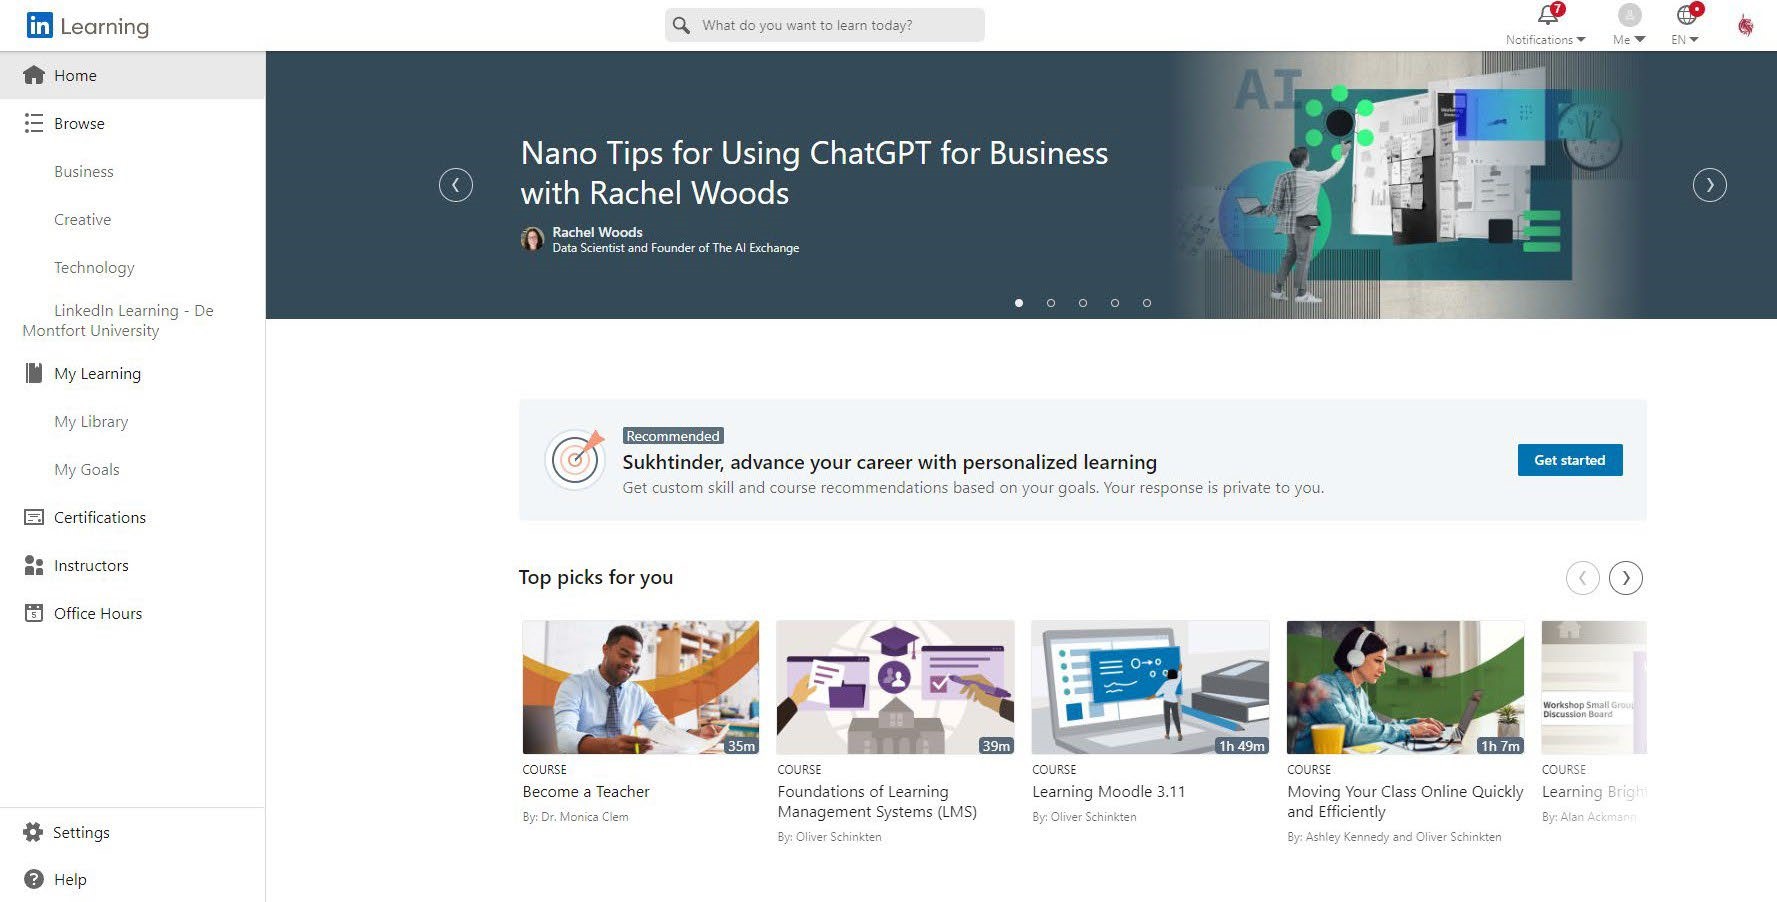 in Learning
What do you want to learn today?
7
Notifications
Me
EN
Home
Browse
Business
Creative
Technology
LinkedIn Learning - De
Montfort University
My Learning
My Library
My Goals
Certifications
Instructors
5
Office Hours
Settings
? Help
AI
Nano Tips for Using ChatGPT for Business
with Rachel Woods
Rachel Woods
Data Scientist and Founder of The AI Exchange
Recommended
Sukhtinder, advance your career with personalized learning
Get custom skill and course recommendations based on your goals. Your response is private to you.
Get started
Top picks for you
35m
COURSE
Become a Teacher
By: Dr. Monica Clem
39m
COURSE
Foundations of Learning
Management Systems (LMS)
By: Oliver Schinkten
1h 49m
COURSE
Learning Moodle 3.11
By: Oliver Schinkten
1h 7m
COURSE
Moving Your Class Online Quickly
and Efficiently
By: Ashley Kennedy and Oliver Schinkten
Workshop Small Group
Discussion Board
COURSE
Learning Bright
By: Alan Ackmann